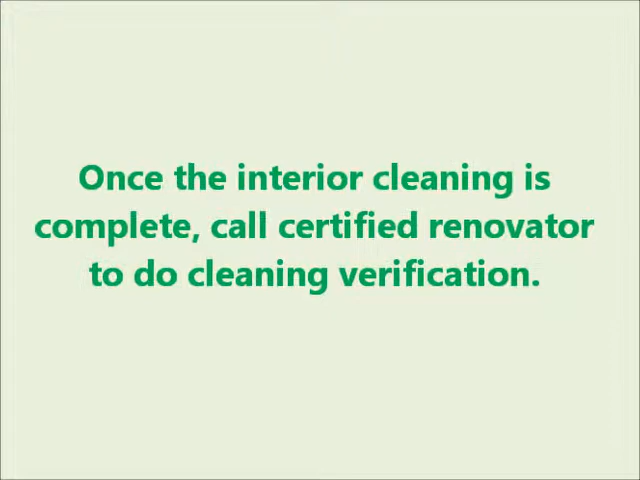 Once the interior cleaning is
complete, call certified renovator
to do cleaning verification.